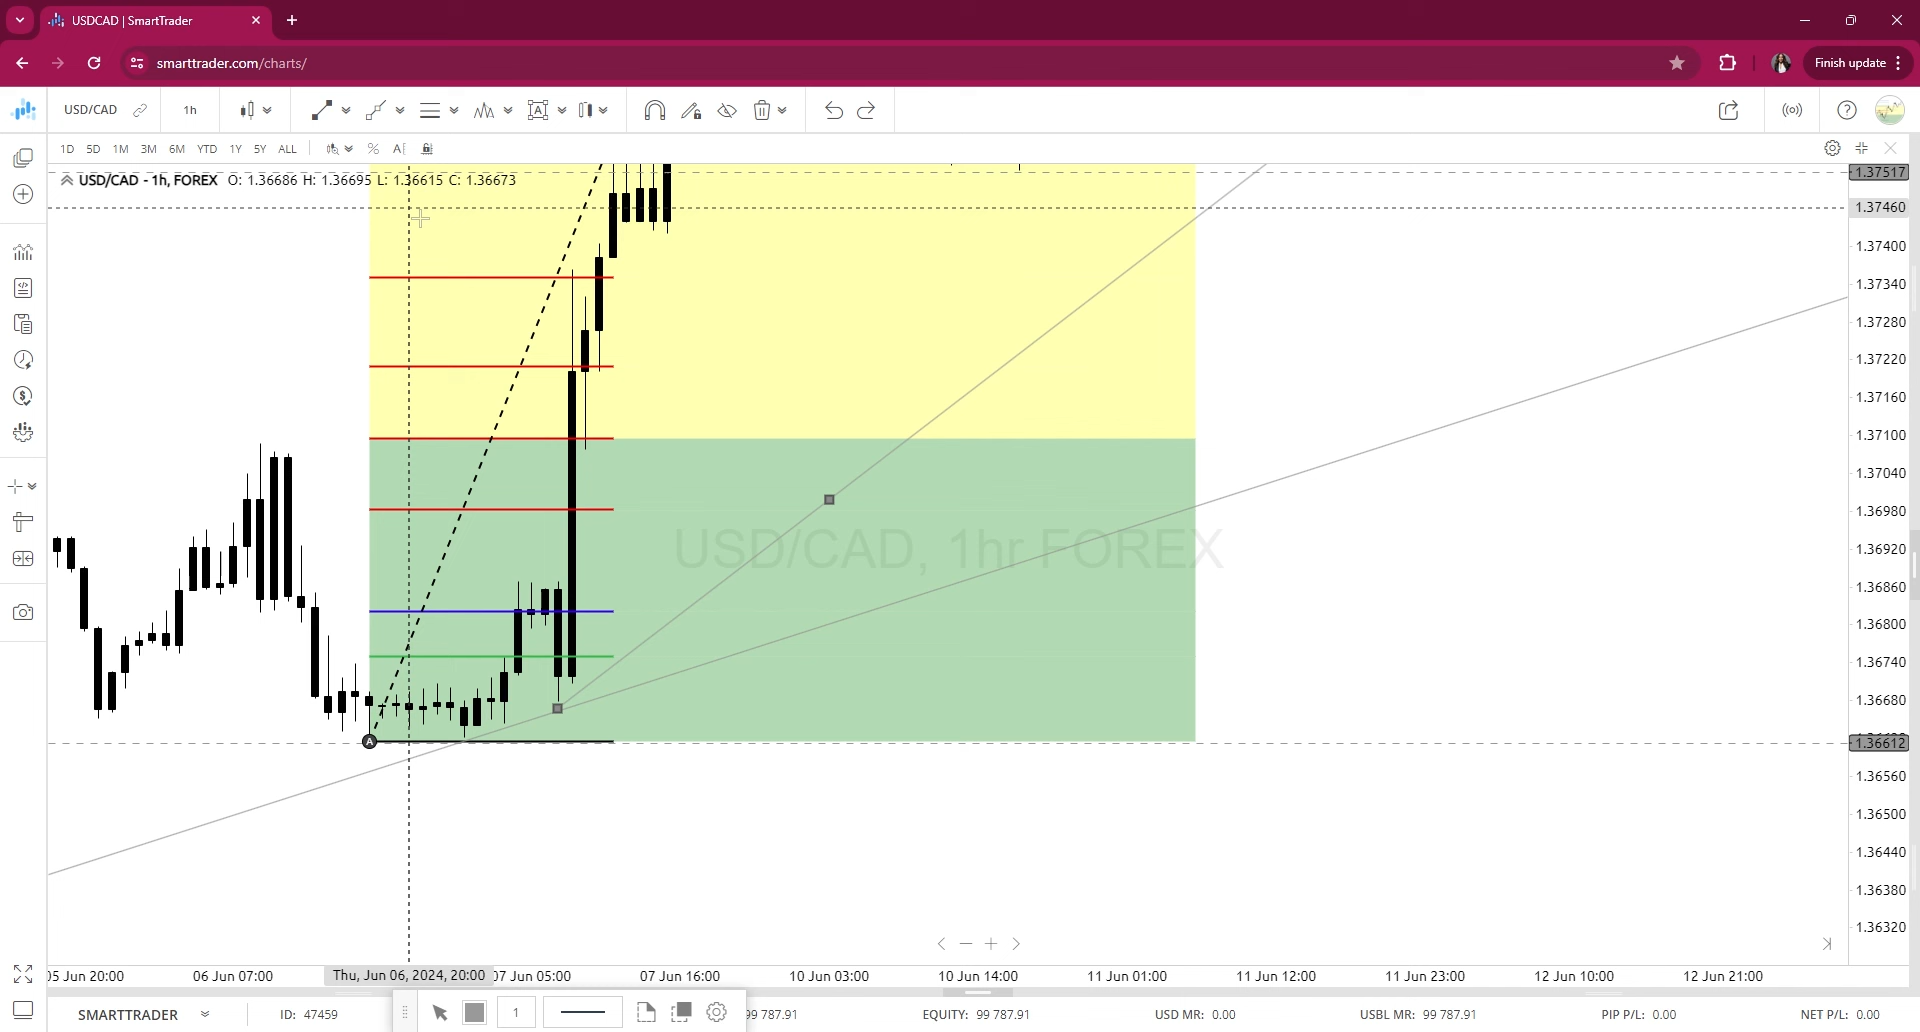 USDCAD | SmartTrader
smarttrader.com/charts/
Finish update
USD/CAD
1h
1D 5D 1M 3M 6M YTD 1Y 5Y ALL
%
USD/CAD - 1h, FOREX O: 1.36686 H: 1.36695 L: 1.36615 C: 1.36673
1.37517
1.37460
1.37400
1.37340
1.37280
1.37220
1.37160
1.37100
1.37040
1.36980
1.36920
1.36860
1.36800
1.36740
1.36680
1.36612
1.36560
1.36500
1.36440
1.36380
1.36320
USD/CAD, 1hr FOREX
A
5 Jun 20:00 06 Jun 07:00 Thu, Jun 06, 2024, 20:00 07 Jun 05:00 07 Jun 16:00 10 Jun 03:00 10 Jun 14:00 11 Jun 01:00 11 Jun 12:00 11 Jun 23:00 12 Jun 10:00 12 Jun 21:00
SMARTTRADER ID: 47459 1 99 787.91 EQUITY: 99 787.91 USD MR: 0.00 USBL MR: 99 787.91 PIP P/L: 0.00 NET P/L: 0.00